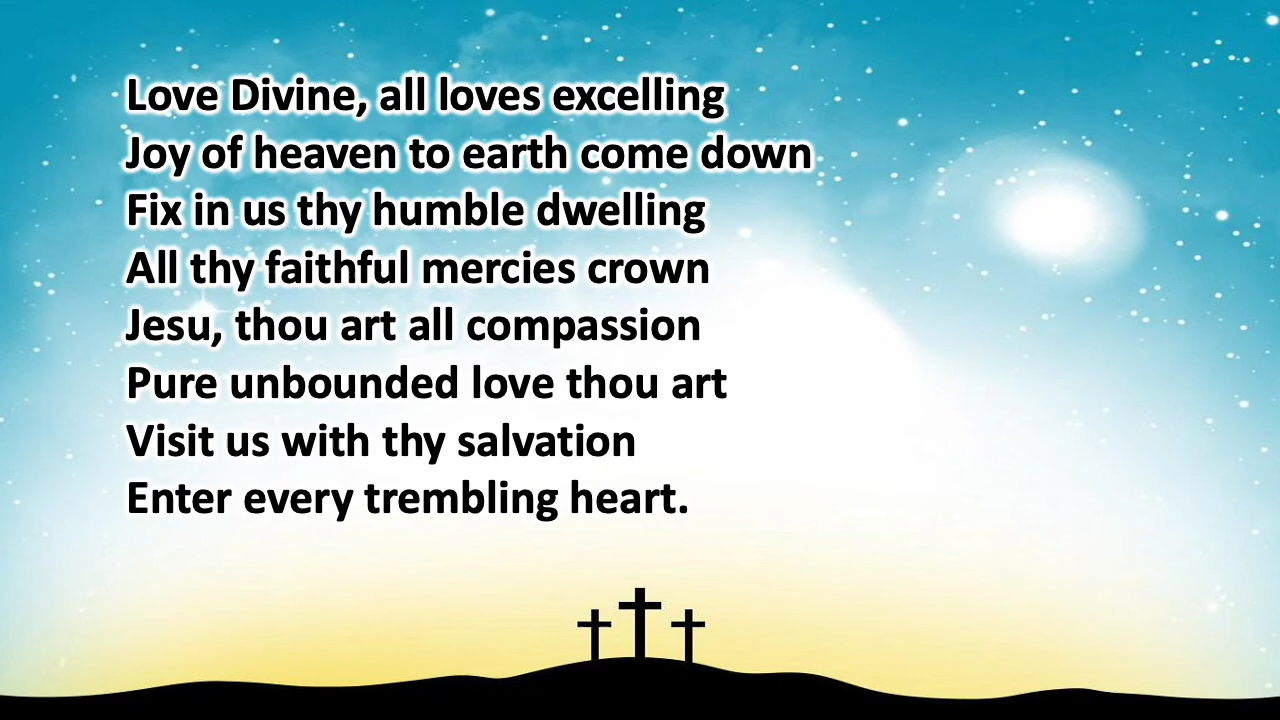 Love Divine, all loves excelling
Joy of heaven to earth come down
Fix in us thy humble dwelling
All thy faithful mercies crown
Jesu, thou art all compassion
Pure unbounded love thou art
Visit us with thy salvation
Enter every trembling heart.